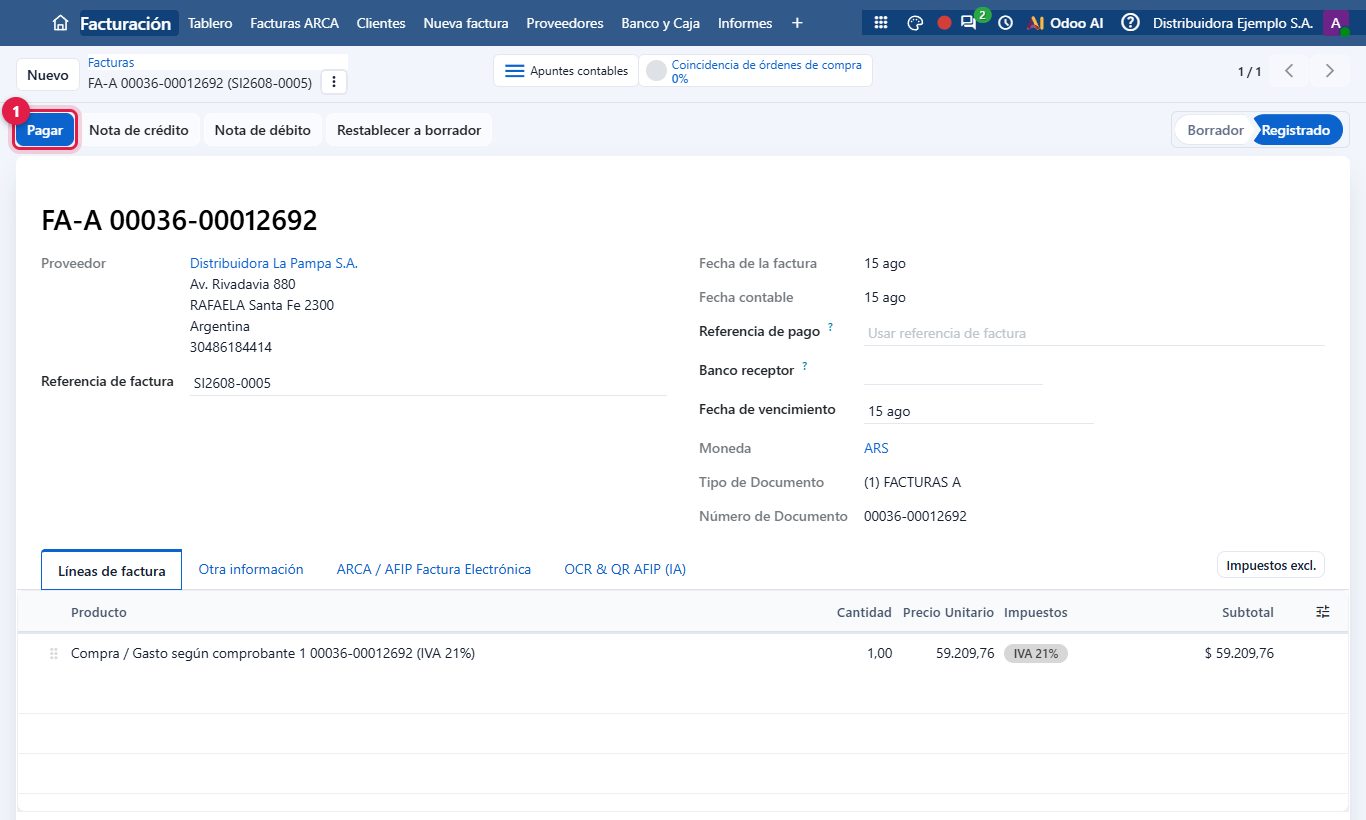 Facturación Tablero Facturas ARCA Clientes Nueva factura Proveedores Banco y Caja Informes + 2 Odoo AI ? Distribuidora Ejemplo S.A. A
Nuevo
Facturas
FA-A 00036-00012692 (SI2608-0005)
Apuntes contables
Coincidencia de órdenes de compra
0%
1 / 1
1
Pagar Nota de crédito Nota de débito Restablecer a borrador Borrador Registrado
FA-A 00036-00012692
Proveedor Distribuidora La Pampa S.A.
Av. Rivadavia 880
RAFAELA Santa Fe 2300
Argentina
30486184414
Referencia de factura SI2608-0005
Fecha de la factura 15 ago
Fecha contable 15 ago
Referencia de pago ? Usar referencia de factura
Banco receptor ?
Fecha de vencimiento 15 ago
Moneda ARS
Tipo de Documento (1) FACTURAS A
Número de Documento 00036-00012692
Líneas de factura Otra información ARCA / AFIP Factura Electrónica OCR & QR AFIP (IA) Impuestos excl.
Producto Cantidad Precio Unitario Impuestos Subtotal
Compra / Gasto según comprobante 1 00036-00012692 (IVA 21%) 1,00 59.209,76 IVA 21% $ 59.209,76